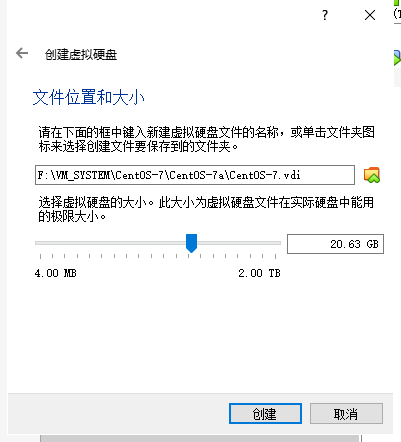 ?
创建虚拟硬盘
文件位置和大小
请在下面的框中键入新建虚拟硬盘文件的名称，或单击文件夹图
标来选择创建文件要保存到的文件夹。
F:\VM_SYSTEM\CentOS-7\CentOS-7a\CentOS-7.vdi
选择虚拟硬盘的大小。此大小为虚拟硬盘文件在实际硬盘中能用
的极限大小。
20.63 GB
4.00 MB 2.00 TB
创建 取消